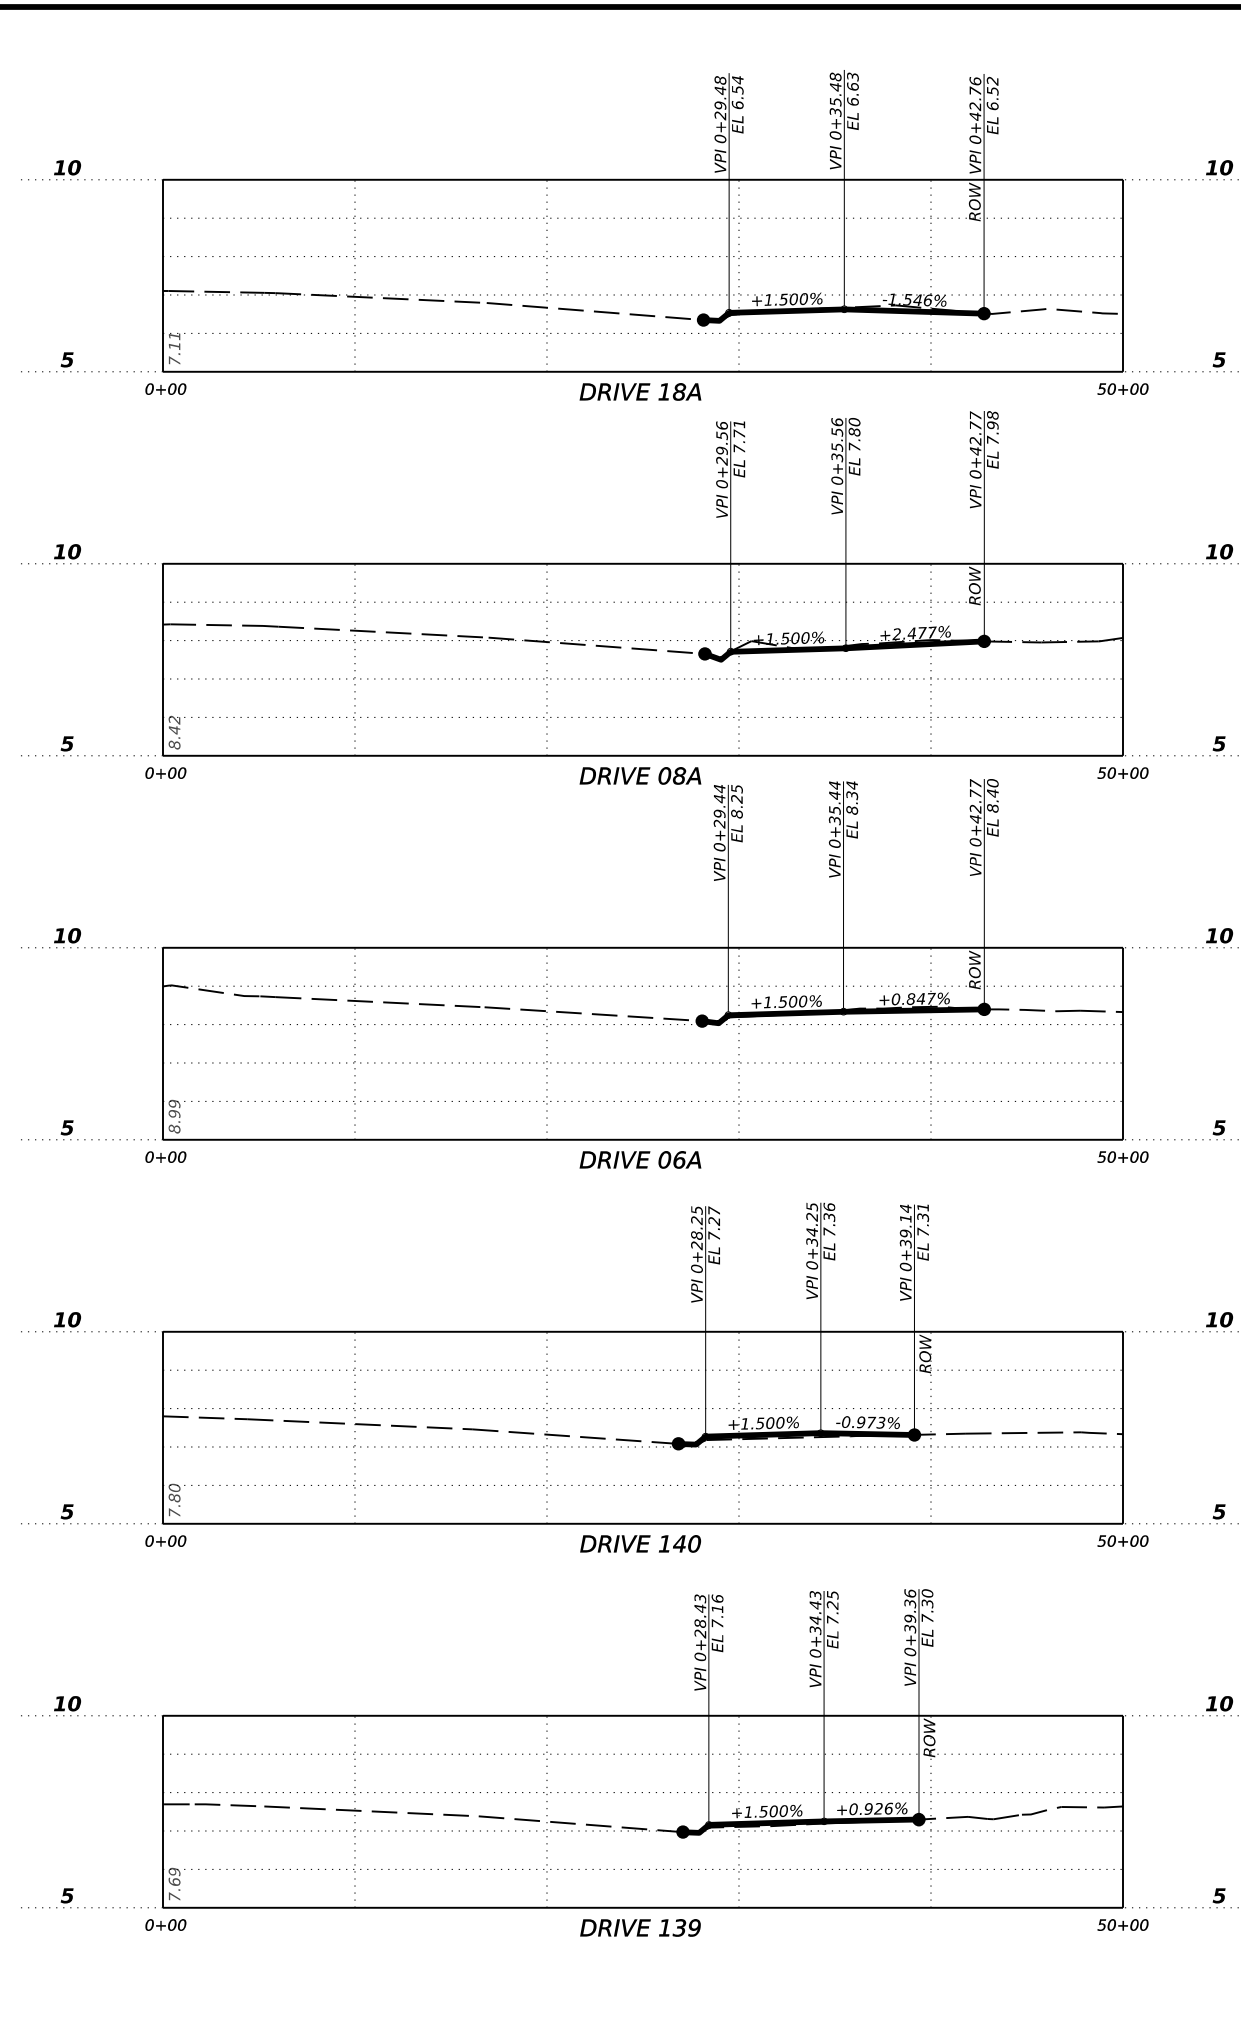 VPI 0+29.48
EL 6.54
VPI 0+35.48
EL 6.63
ROW VPI 0+42.76
EL 6.52
10
10
+1.500%
-1.546%
7.11
5
5
0+00
DRIVE 18A
50+00
VPI 0+29.56
EL 7.71
VPI 0+35.56
EL 7.80
VPI 0+42.77
EL 7.98
10
10
ROW
+1.500%
+2.477%
8.42
5
5
0+00
DRIVE 08A
50+00
VPI 0+29.44
EL 8.25
VPI 0+35.44
EL 8.34
VPI 0+42.77
EL 8.40
10
10
ROW
+1.500%
+0.847%
8.99
5
5
0+00
DRIVE 06A
50+00
VPI 0+28.25
EL 7.27
VPI 0+34.25
EL 7.36
VPI 0+39.14
EL 7.31
10
10
ROW
+1.500%
-0.973%
7.80
5
5
0+00
DRIVE 140
50+00
VPI 0+28.43
EL 7.16
VPI 0+34.43
EL 7.25
VPI 0+39.36
EL 7.30
10
10
ROW
+1.500%
+0.926%
7.69
5
5
0+00
DRIVE 139
50+00